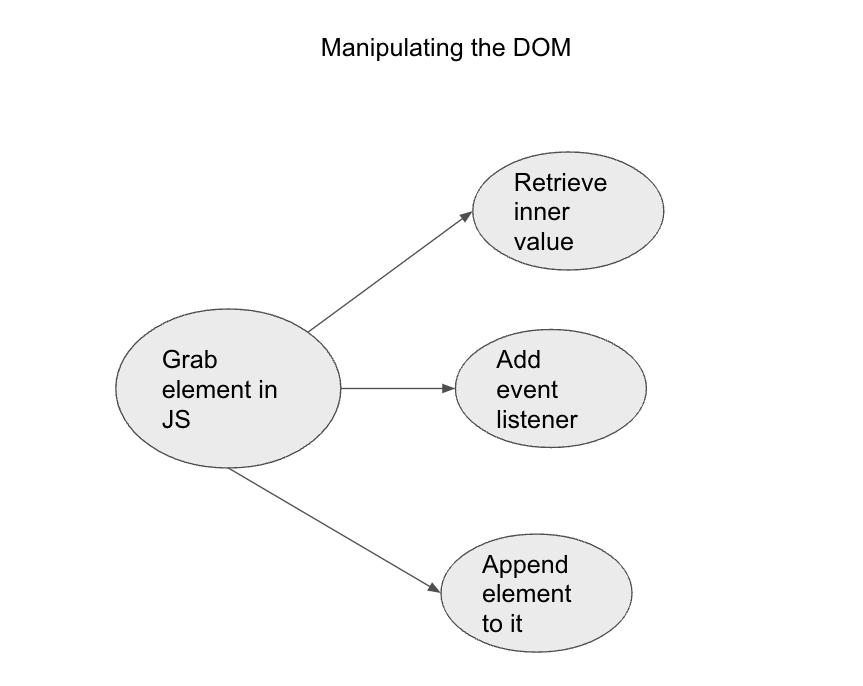 Manipulating the DOM
Retrieve
inner
value
Grab
element in
JS
Add
event
listener
Append
element
to it